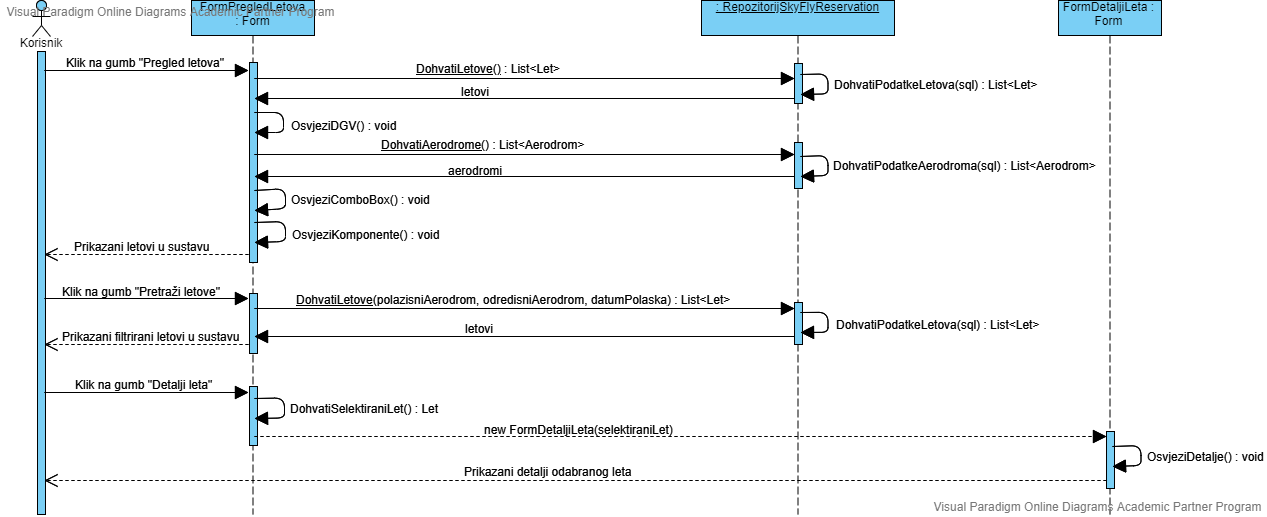 Visual Paradigm Online Diagrams Academic Partner Program
FormPregledLetova
: Form
: RepozitorijSkyFlyReservation
FormDetaljiLeta :
Form
Korisnik
Klik na gumb "Pregled letova"
DohvatiLetove() : List<Let>
DohvatiPodatkeLetova(sql) : List<Let>
letovi
OsvjeziDGV() : void
DohvatiAerodrome() : List<Aerodrom>
DohvatiPodatkeAerodroma(sql) : List<Aerodrom>
aerodromi
OsvjeziComboBox() : void
OsvjeziKomponente() : void
Prikazani letovi u sustavu
Klik na gumb "Pretraži letove"
DohvatiLetove(polazisniAerodrom, odredisniAerodrom, datumPolaska) : List<Let>
DohvatiPodatkeLetova(sql) : List<Let>
letovi
Prikazani filtrirani letovi u sustavu
Klik na gumb "Detalji leta"
DohvatiSelektiraniLet() : Let
new FormDetaljiLeta(selektiraniLet)
OsvjeziDetalje() : void
Prikazani detalji odabranog leta
Visual Paradigm Online Diagrams Academic Partner Program